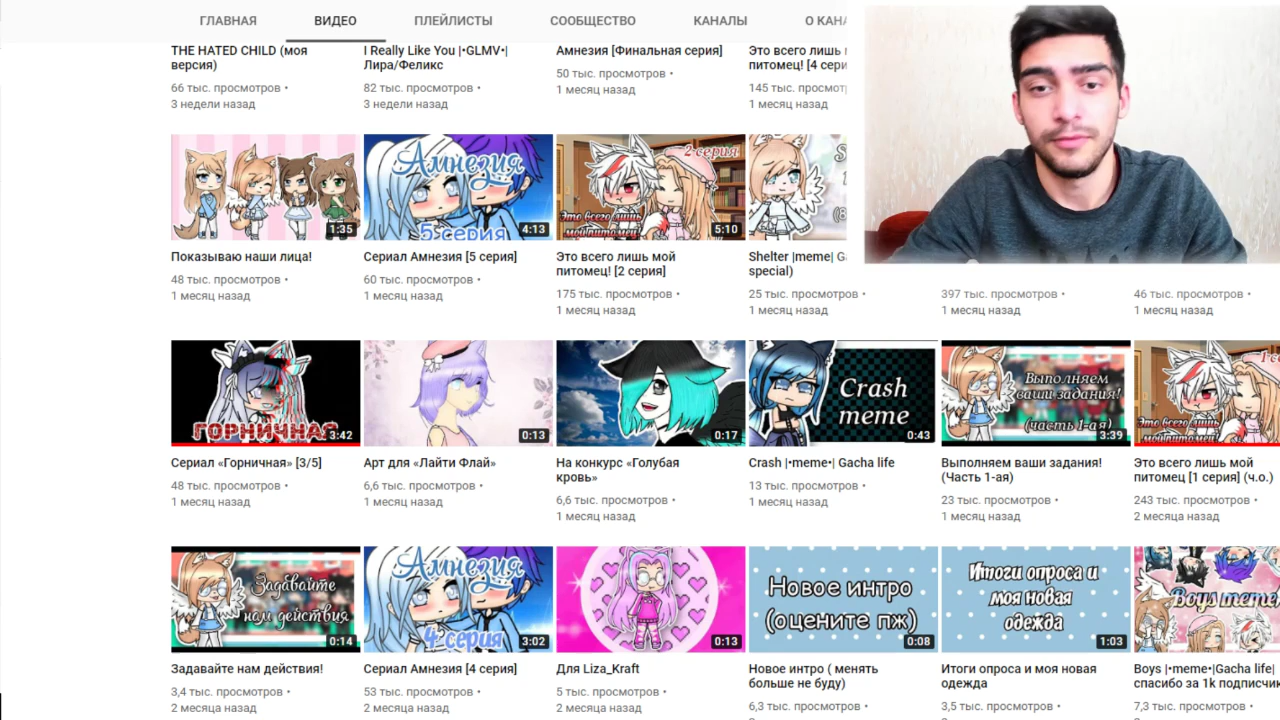 ГЛАВНАЯ ВИДЕО ПЛЕЙЛИСТЫ СООБЩЕСТВО КАНАЛЫ О КАНА
THE HATED CHILD (моя
версия)
66 тыс. просмотров •
3 недели назад
I Really Like You |•GLMV•|
Лира/Феликс
82 тыс. просмотров •
3 недели назад
Амнезия [Финальная серия]
50 тыс. просмотров •
1 месяц назад
Это всего лишь
питомец! [4 сери
145 тыс. просмотр
1 месяц назад
1:35
Показываю наши лица!
48 тыс. просмотров •
1 месяц назад
Амнезия
5 серия
4:13
Сериал Амнезия [5 серия]
60 тыс. просмотров •
1 месяц назад
2 серия
Это всего лишь
мой питомец!
5:10
Это всего лишь мой
питомец! [2 серия]
175 тыс. просмотров •
1 месяц назад
Shelter |meme| G
special)
25 тыс. просмотров •
1 месяц назад
397 тыс. просмотров •
1 месяц назад
46 тыс. просмотров •
1 месяц назад
ГОРНИЧНАЯ
3:42
Сериал «Горничная» [3/5]
48 тыс. просмотров •
1 месяц назад
0:13
Арт для «Лайти Флай»
6,6 тыс. просмотров •
1 месяц назад
0:17
На конкурс «Голубая
кровь»
6,6 тыс. просмотров •
1 месяц назад
Crash
meme
0:43
Crash |•meme•| Gacha life
13 тыс. просмотров •
1 месяц назад
Выполняем
ваши задания!
(часть 1-ая)
3:39
Выполняем ваши задания!
(Часть 1-ая)
23 тыс. просмотров •
1 месяц назад
Это всего лишь
мой питомец!
Это всего лишь мой
питомец [1 серия] (ч.о.)
243 тыс. просмотров •
2 месяца назад
Задавайте
нам действия
0:14
Задавайте нам действия!
3,4 тыс. просмотров •
2 месяца назад
Амнезия
4 серия
3:02
Сериал Амнезия [4 серия]
53 тыс. просмотров •
2 месяца назад
0:13
Для Liza_Kraft
5 тыс. просмотров •
2 месяца назад
Новое интро
(оцените пж)
0:08
Новое интро ( менять
больше не буду)
6,3 тыс. просмотров •
Итоги опроса и
моя новая
одежда
1:03
Итоги опроса и моя новая
одежда
3,5 тыс. просмотров •
Boys meme
Boys |•meme•|Gacha life|
спасибо за 1k подписчик
7,3 тыс. просмотров •